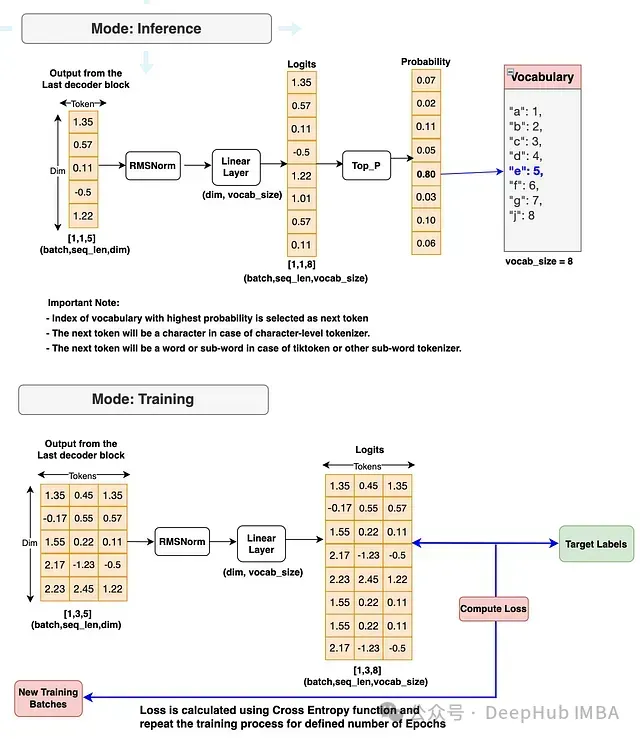 Mode: Inference
Output from the
Last decoder block
Token
Dim
1.35
0.57
0.11
-0.5
1.22
[1,1,5]
(batch,seq_len,dim)
RMSNorm
Linear
Layer
(dim, vocab_size)
Logits
1.35
0.57
0.11
-0.5
1.22
1.01
0.57
0.11
[1,1,8]
(batch,seq_len,vocab_size)
Top_P
Probability
0.07
0.02
0.11
0.05
0.80
0.03
0.10
0.06
Vocabulary
"a": 1,
"b": 2,
"c": 3,
"d": 4,
"e": 5,
"f": 6,
"g": 7,
"j": 8
vocab_size = 8
Important Note:
- Index of vocabulary with highest probability is selected as next token
- The next token will be a character in case of character-level tokenizer.
- The next token will be a word or sub-word in case of tiktoken or other sub-word tokenizer.
Mode: Training
Output from the
Last decoder block
Tokens
Dim
1.35 0.45 1.35
-0.17 0.55 0.57
1.55 0.22 0.11
2.17 -1.23 -0.5
2.23 2.45 1.22
[1,3,5]
(batch,seq_len,dim)
RMSNorm
Linear
Layer
(dim, vocab_size)
Logits
Tokens
1.35 0.45 1.35
-0.17 0.55 0.57
1.55 0.22 0.11
2.17 -1.23 -0.5
2.23 2.45 1.22
1.55 0.22 0.11
1.55 0.22 0.11
2.17 -1.23 -0.5
[1,3,8]
(batch,seq_len,vocab_size)
Target Labels
Compute Loss
New Training
Batches
Loss is calculated using Cross Entropy function and
repeat the training process for defined number of Epochs
公众号 · DeepHub IMBA